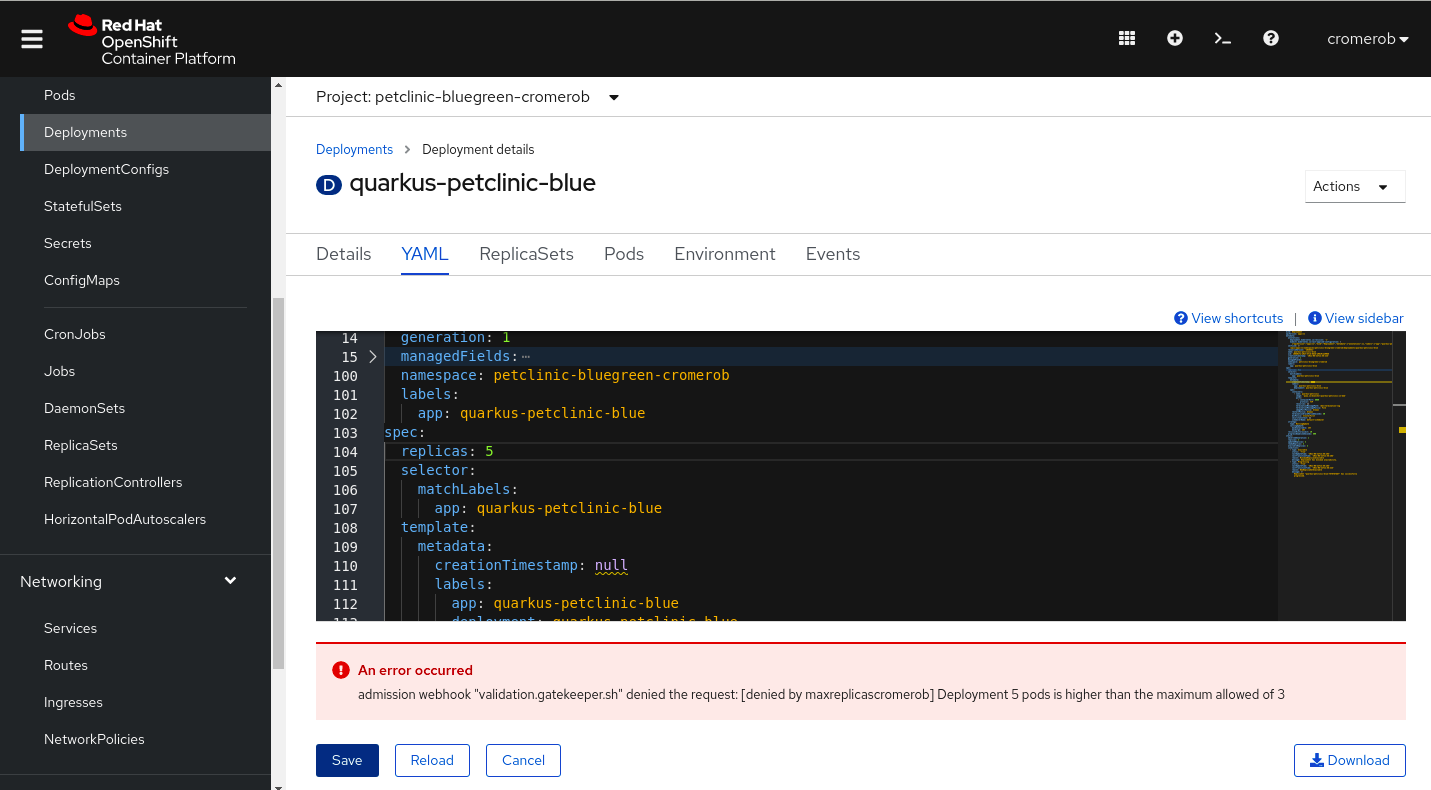 Red Hat
OpenShift
Container Platform
cromerob
Pods
Deployments
DeploymentConfigs
StatefulSets
Secrets
ConfigMaps
CronJobs
Jobs
DaemonSets
ReplicaSets
ReplicationControllers
HorizontalPodAutoscalers
Networking
Services
Routes
Ingresses
NetworkPolicies
Project: petclinic-bluegreen-cromerob
Deployments > Deployment details
D quarkus-petclinic-blue
Actions
Details YAML ReplicaSets Pods Environment Events
View shortcuts | View sidebar
14 generation: 1
15 managedFields:⋯
100 namespace: petclinic-bluegreen-cromerob
101 labels:
102 app: quarkus-petclinic-blue
103 spec:
104 replicas: 5
105 selector:
106 matchLabels:
107 app: quarkus-petclinic-blue
108 template:
109 metadata:
110 creationTimestamp: null
111 labels:
112 app: quarkus-petclinic-blue
113 deployment: quarkus-petclinic-blue
An error occurred
admission webhook "validation.gatekeeper.sh" denied the request: [denied by maxreplicascromerob] Deployment 5 pods is higher than the maximum allowed of 3
Save Reload Cancel Download